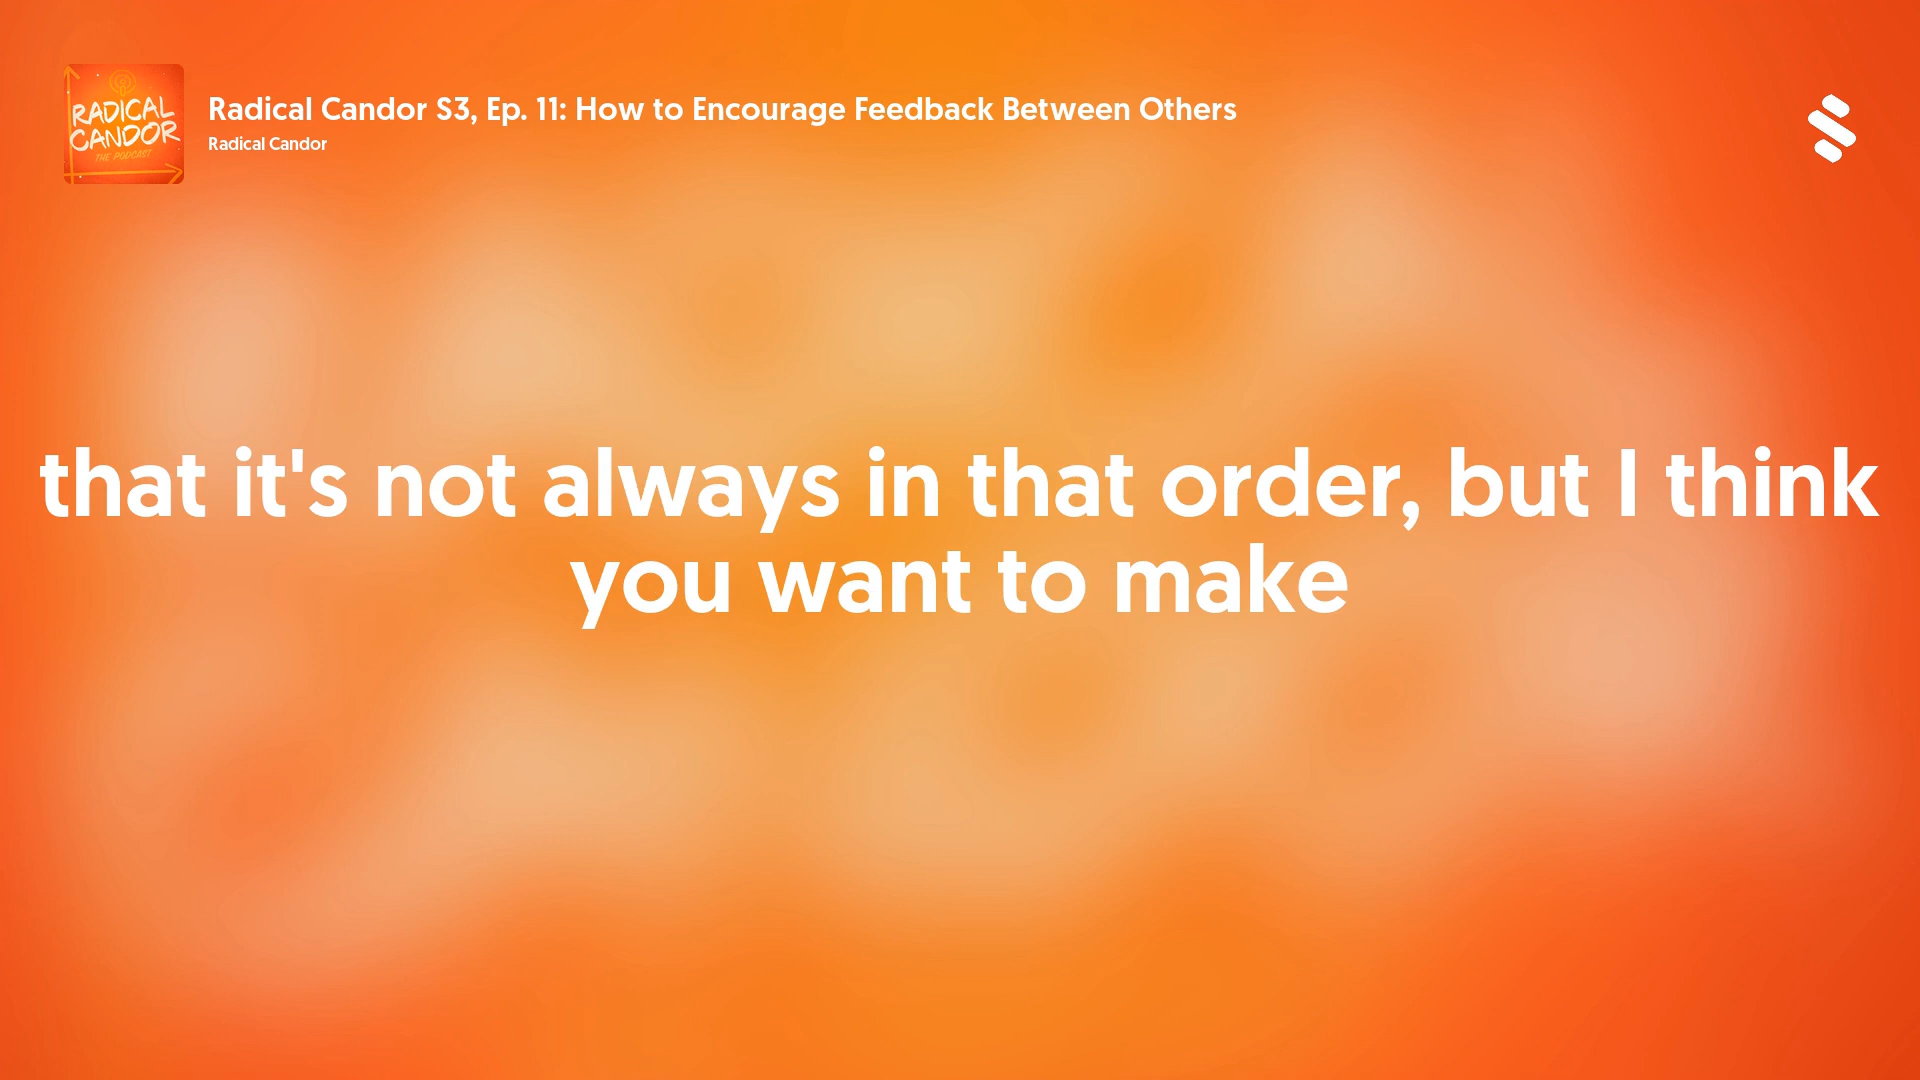 RADICAL
CANDOR
THE PODCAST
Radical Candor S3, Ep. 11: How to Encourage Feedback Between Others
Radical Candor
that it's not always in that order, but I think
you want to make